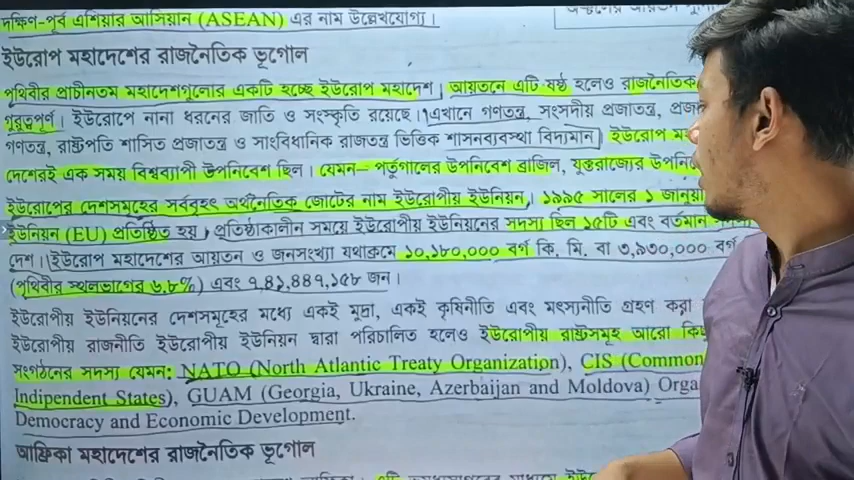 দক্ষিণ-পূর্ব এশিয়ার আসিয়ান (ASEAN) এর নাম উল্লেখযোগ্য।
ইউরোপ মহাদেশের রাজনৈতিক ভূগোল
পৃথিবীর প্রাচীনতম মহাদেশগুলোর একটি হচ্ছে ইউরোপ মহাদেশ। আয়তনে এটি ষষ্ঠ হলেও রাজনৈতিক
গুরুত্বপূর্ণ। ইউরোপে নানা ধরনের জাতি ও সংস্কৃতি রয়েছে। এখানে গণতন্ত্র, সংসদীয় প্রজাতন্ত্র,
গণতন্ত্র, রাষ্ট্রপতি শাসিত প্রজাতন্ত্র ও সাংবিধানিক রাজতন্ত্র ভিত্তিক শাসনব্যবস্থা বিদ্যমান। ইউরোপ
দেশেরই এক সময় বিশ্বব্যাপী উপনিবেশ ছিল। যেমন– পর্তুগালের উপনিবেশ ব্রাজিল, যুক্তরাজ্যের
ইউরোপের দেশসমূহের সর্ববৃহৎ অর্থনৈতিক জোটের নাম ইউরোপীয় ইউনিয়ন। ১৯৯৫ সালের ১
ইউনিয়ন (EU) প্রতিষ্ঠিত হয়। প্রতিষ্ঠাকালীন সময়ে ইউরোপীয় ইউনিয়নের সদস্য ছিল ১৫টি এবং বর্তমান
দেশ। ইউরোপ মহাদেশের আয়তন ও জনসংখ্যা যথাক্রমে ১০,১৮০,০০০ বর্গ কি. মি. বা ৩,৯৩০,০০০ বর্গ
(পৃথিবীর স্থলভাগের ৬.৮%) এবং ৭,৪১,৪৪৭,১৫৮ জন।
ইউরোপীয় ইউনিয়নের দেশসমূহের মধ্যে একই মুদ্রা, একই কৃষিনীতি এবং মৎস্যনীতি গ্রহণ করা
ইউরোপীয় রাজনীতি ইউরোপীয় ইউনিয়ন দ্বারা পরিচালিত হলেও ইউরোপীয় রাষ্ট্রসমূহ আরো
সংগঠনের সদস্য যেমন: NATO (North Atlantic Treaty Organization), CIS (Common
Indipendent States), GUAM (Georgia, Ukraine, Azerbaijan and Moldova) Orga
Democracy and Economic Development.
আফ্রিকা মহাদেশের রাজনৈতিক ভূগোল